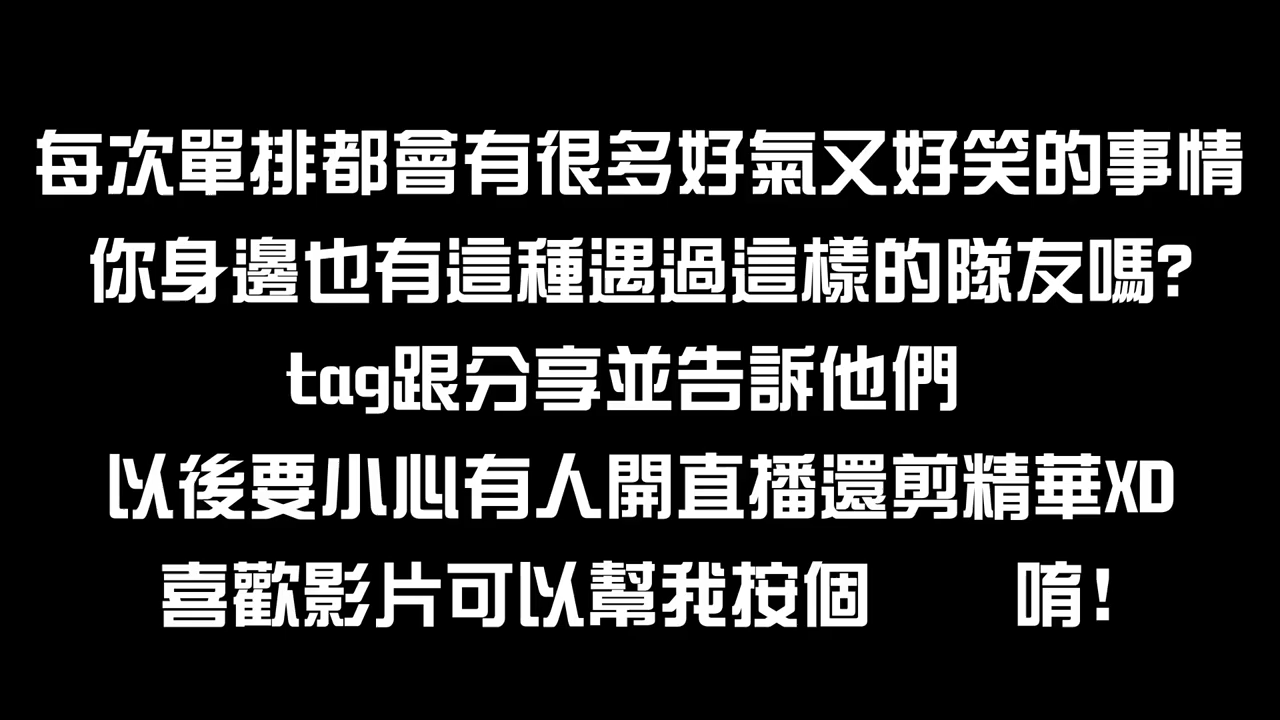 每次單排都會有很多好氣又好笑的事情
你身邊也有這種遇過這樣的隊友嗎?
tag跟分享並告訴他們
以後要小心有人開直播還剪精華XD
喜歡影片可以幫我按個 唷!